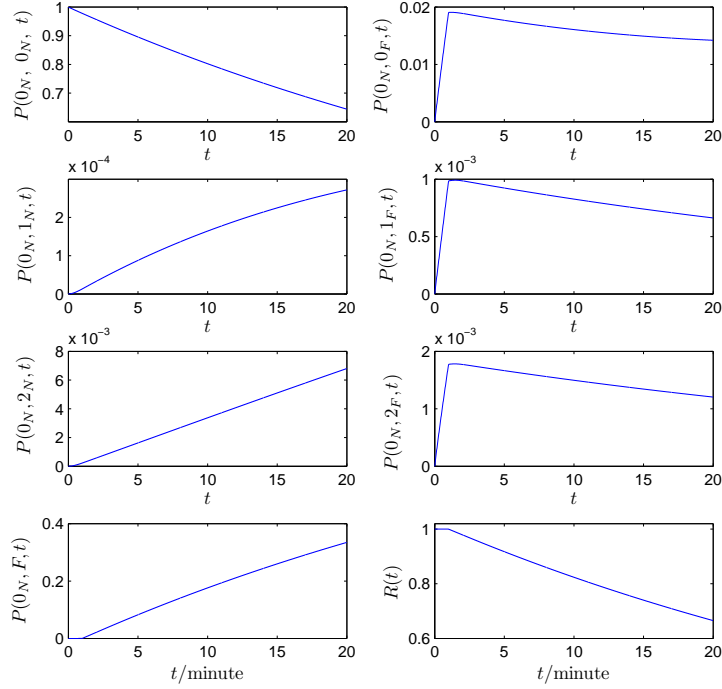 P(0_N, 0_N, t)
1
0.9
0.8
0.7
0 5 10 15 20
t
P(0_N, 0_F, t)
0.02
0.01
0
0 5 10 15 20
t
P(0_N, 1_N, t)
x 10^−4
2
0
0 5 10 15 20
t
P(0_N, 1_F, t)
x 10^−3
1
0.5
0
0 5 10 15 20
t
P(0_N, 2_N, t)
x 10^−3
8
6
4
2
0
0 5 10 15 20
t
P(0_N, 2_F, t)
x 10^−3
2
1
0
0 5 10 15 20
t
P(0_N, F, t)
0.4
0.2
0
0 5 10 15 20
t/minute
R(t)
1
0.8
0.6
0 5 10 15 20
t/minute